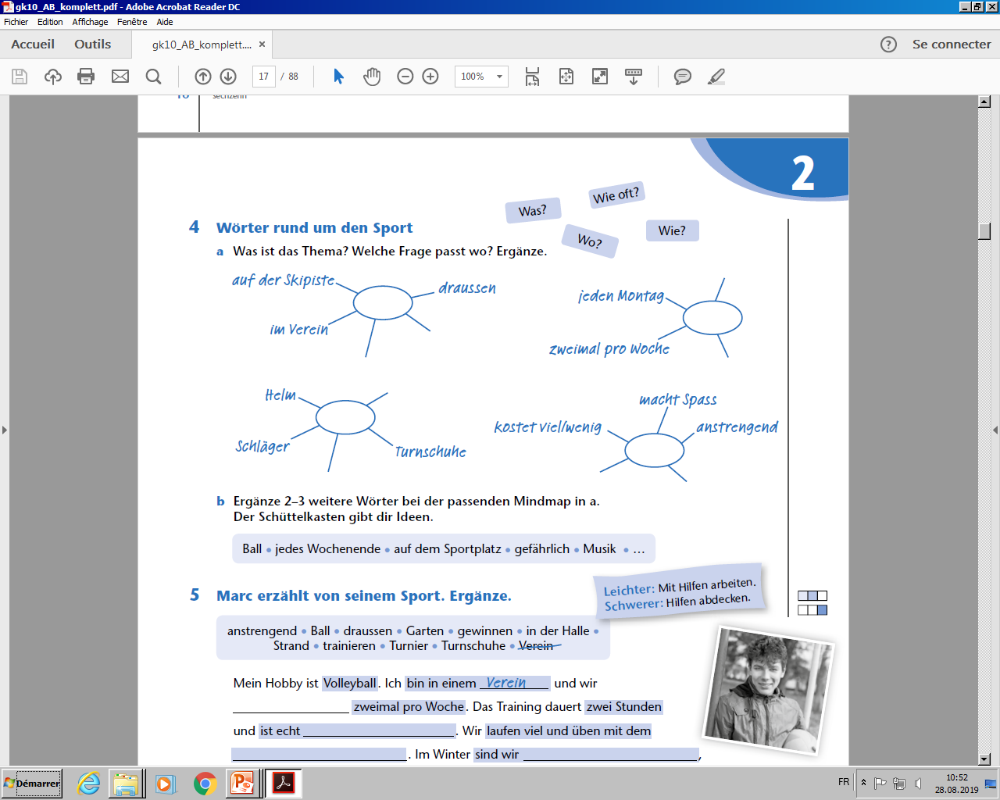 gk10_AB_komplett.pdf - Adobe Acrobat Reader DC
Fichier Edition Affichage Fenêtre Aide
Accueil Outils gk10_AB_komplett.... × ? Se connecter
17 / 88 100%
sechzehn
2
Was? Wie oft?
Wo? Wie?
4 Wörter rund um den Sport
a Was ist das Thema? Welche Frage passt wo? Ergänze.
auf der Skipiste draussen
im Verein
jeden Montag
zweimal pro Woche
Helm
Schläger Turnschuhe
macht Spass
kostet viel/wenig anstrengend
b Ergänze 2–3 weitere Wörter bei der passenden Mindmap in a.
Der Schüttelkasten gibt dir Ideen.
Ball • jedes Wochenende • auf dem Sportplatz • gefährlich • Musik • ...
5 Marc erzählt von seinem Sport. Ergänze.
Leichter: Mit Hilfen arbeiten.
Schwerer: Hilfen abdecken.
anstrengend • Ball • draussen • Garten • gewinnen • in der Halle •
Strand • trainieren • Turnier • Turnschuhe • Verein
Mein Hobby ist Volleyball. Ich bin in einem Verein und wir
zweimal pro Woche. Das Training dauert zwei Stunden
und ist echt ____. Wir laufen viel und üben mit dem
____. Im Winter sind wir ____,
Démarrer FR 10:52
28.08.2019